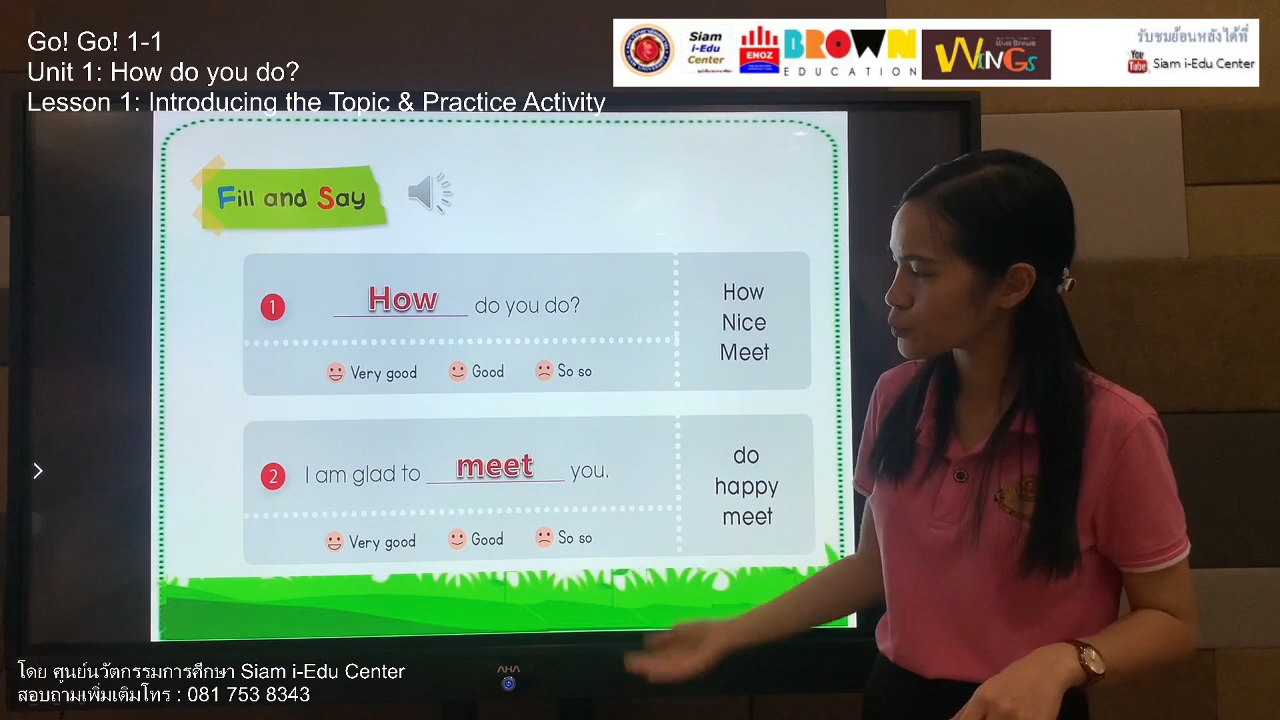 Go! Go! 1-1
Unit 1: How do you do?
Lesson 1: Introducing the Topic & Practice Activity
Siam
i-Edu
Center
ENOZ
BROWN
EDUCATION
WINGS
รับชมย้อนหลังได้ที่
You Tube Siam i-Edu Center
Fill and Say
1 How do you do?
Very good Good So so
How
Nice
Meet
2 I am glad to meet you.
Very good Good So so
do
happy
meet
AHA
โดย ศูนย์นวัตกรรมการศึกษา Siam i-Edu Center
สอบถามเพิ่มเติมโทร : 081 753 8343